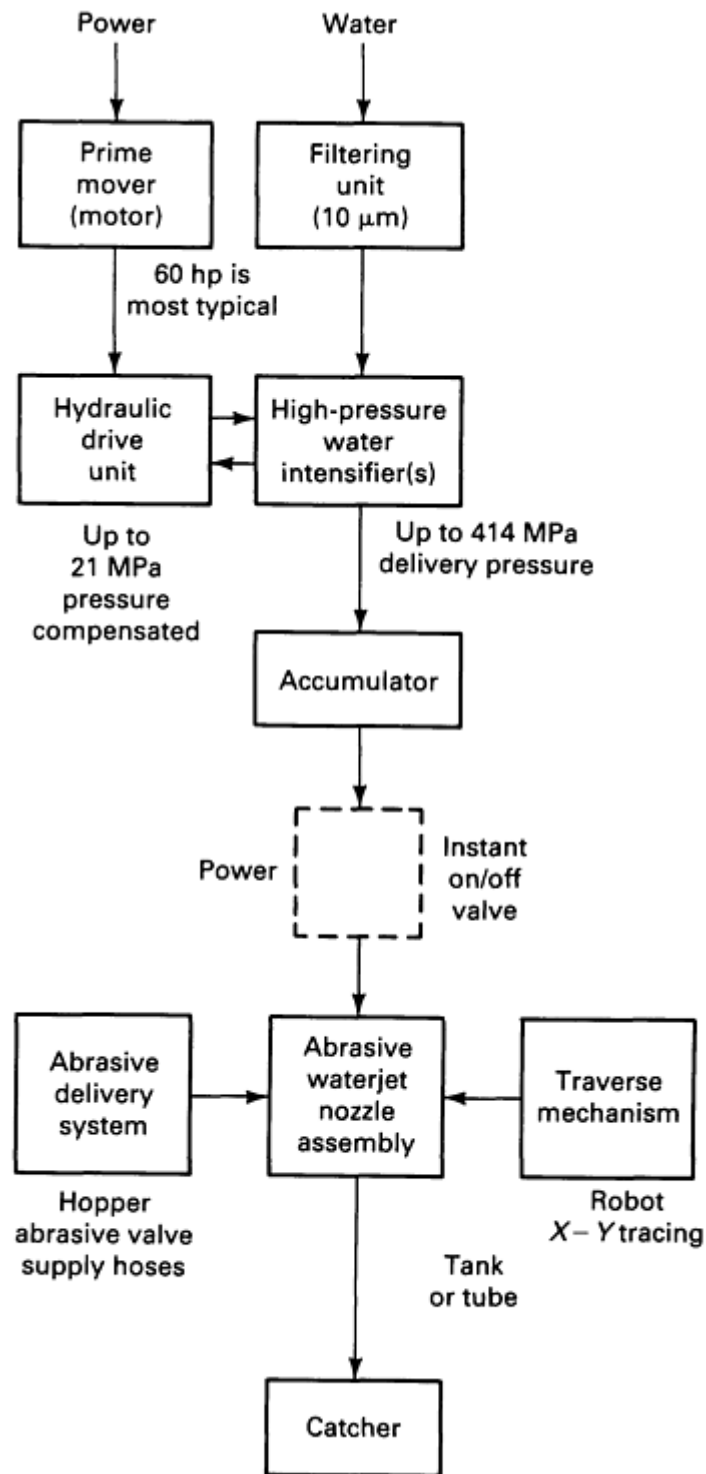 Power
Water
Prime
mover
(motor)
Filtering
unit
(10 μm)
60 hp is
most typical
Hydraulic
drive
unit
High-pressure
water
intensifier(s)
Up to
21 MPa
pressure
compensated
Up to 414 MPa
delivery pressure
Accumulator
Power
Instant
on/off
valve
Abrasive
delivery
system
Abrasive
waterjet
nozzle
assembly
Traverse
mechanism
Hopper
abrasive valve
supply hoses
Robot
X – Y tracing
Tank
or tube
Catcher